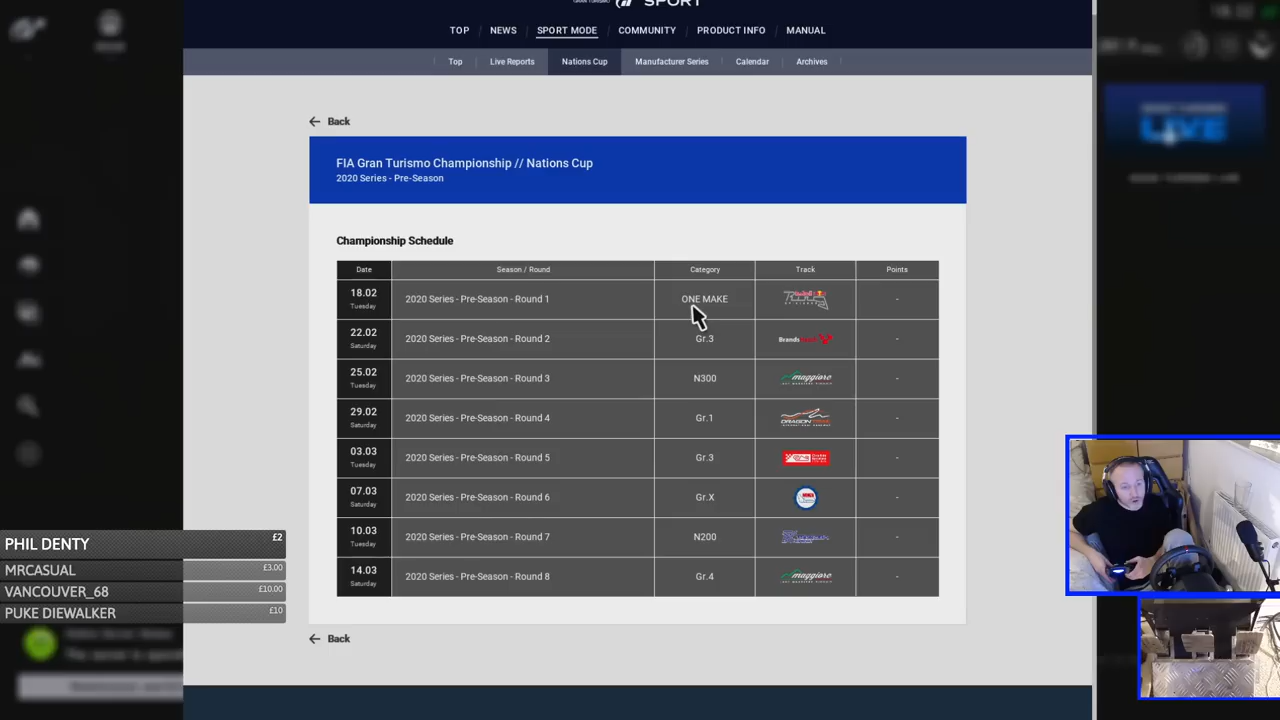 SPORT
TOP NEWS SPORT MODE COMMUNITY PRODUCT INFO MANUAL
Top Live Reports Nations Cup Manufacturer Series Calendar Archives
LIVE
← Back
FIA Gran Turismo Championship // Nations Cup
2020 Series - Pre-Season
Championship Schedule
Date Season / Round Category Track Points
18.02 Tuesday 2020 Series - Pre-Season - Round 1 ONE MAKE -
22.02 Saturday 2020 Series - Pre-Season - Round 2 Gr.3 -
25.02 Tuesday 2020 Series - Pre-Season - Round 3 N300 maggiore -
29.02 Saturday 2020 Series - Pre-Season - Round 4 Gr.1 DRAGON TRAIL -
03.03 Tuesday 2020 Series - Pre-Season - Round 5 Gr.3 -
07.03 Saturday 2020 Series - Pre-Season - Round 6 Gr.X -
10.03 Tuesday 2020 Series - Pre-Season - Round 7 N200 -
14.03 Saturday 2020 Series - Pre-Season - Round 8 Gr.4 maggiore -
← Back
PHIL DENTY £2
MRCASUAL £3.00
VANCOUVER_68 £10.00
PUKE DIEWALKER £10